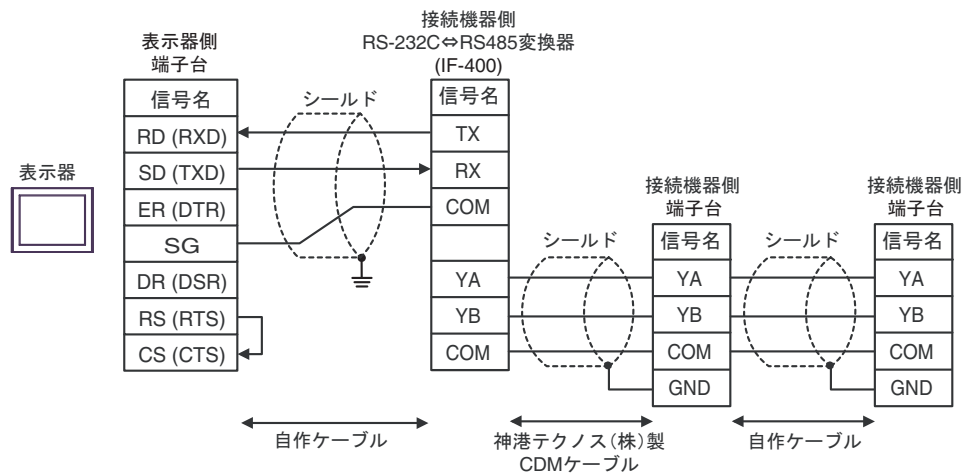 接続機器側
RS-232C⇔RS485変換器
(IF-400)
表示器側
端子台
信号名
RD (RXD)
SD (TXD)
ER (DTR)
SG
DR (DSR)
RS (RTS)
CS (CTS)
表示器
シールド
信号名
TX
RX
COM
YA
YB
COM
シールド
接続機器側
端子台
信号名
YA
YB
COM
GND
シールド
接続機器側
端子台
信号名
YA
YB
COM
GND
自作ケーブル
神港テクノス(株)製
CDMケーブル
自作ケーブル